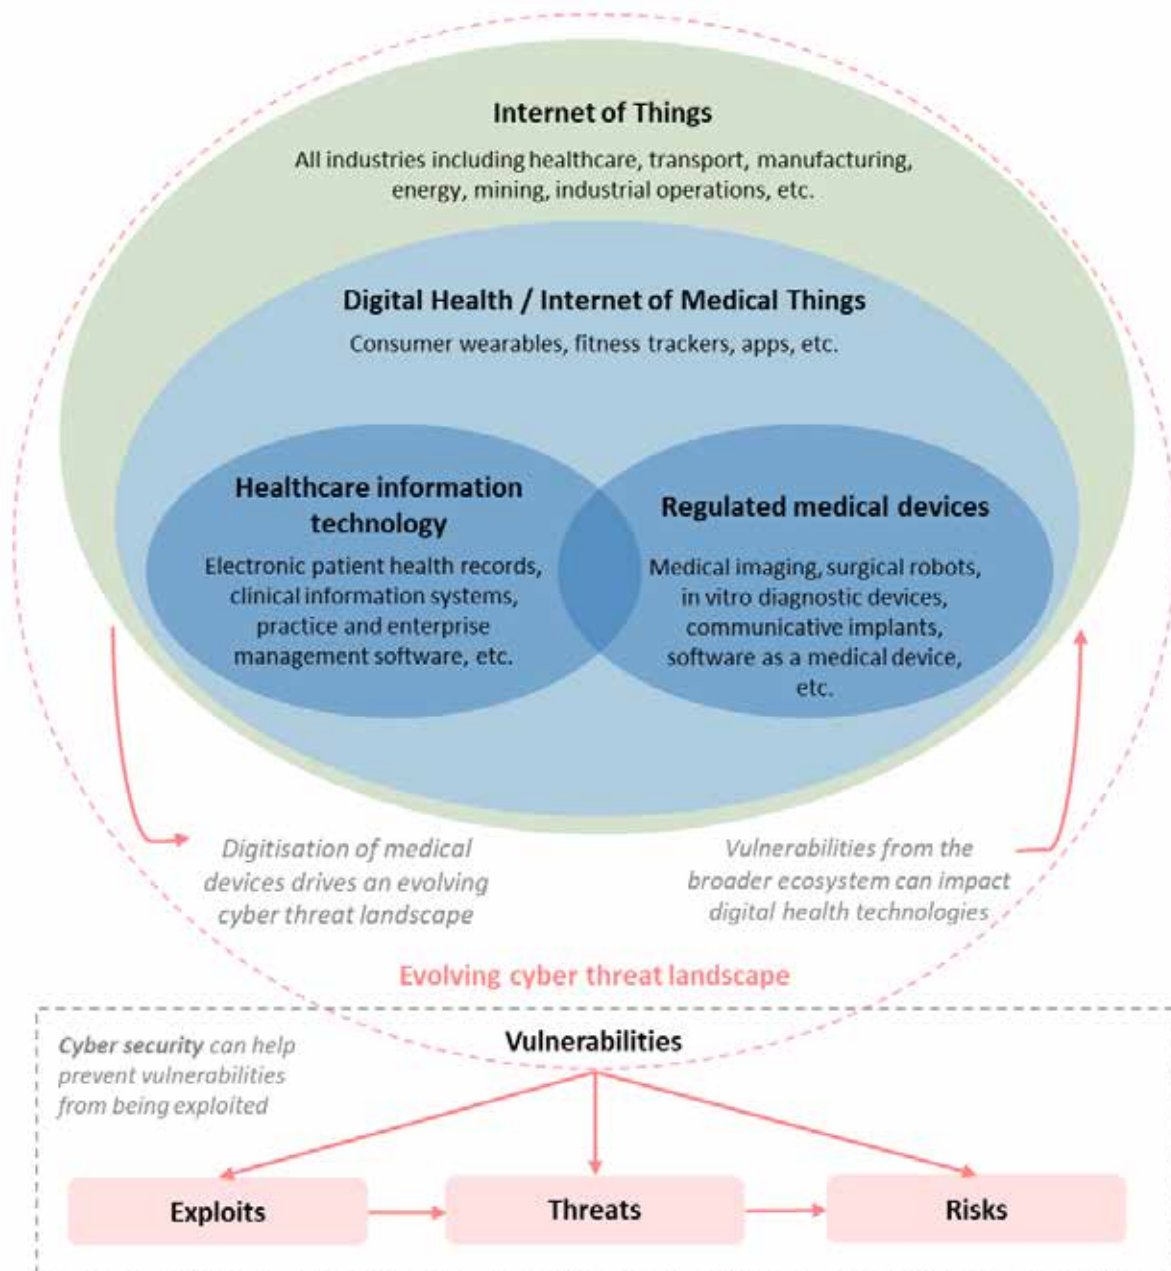 Internet of Things
All industries including healthcare, transport, manufacturing,
energy, mining, industrial operations, etc.
Digital Health / Internet of Medical Things
Consumer wearables, fitness trackers, apps, etc.
Healthcare information
technology
Electronic patient health records,
clinical information systems,
practice and enterprise
management software, etc.
Regulated medical devices
Medical imaging, surgical robots,
in vitro diagnostic devices,
communicative implants,
software as a medical device,
etc.
Digitisation of medical
devices drives an evolving
cyber threat landscape
Vulnerabilities from the
broader ecosystem can impact
digital health technologies
Evolving cyber threat landscape
Cyber security can help
prevent vulnerabilities
from being exploited
Vulnerabilities
Exploits
Threats
Risks